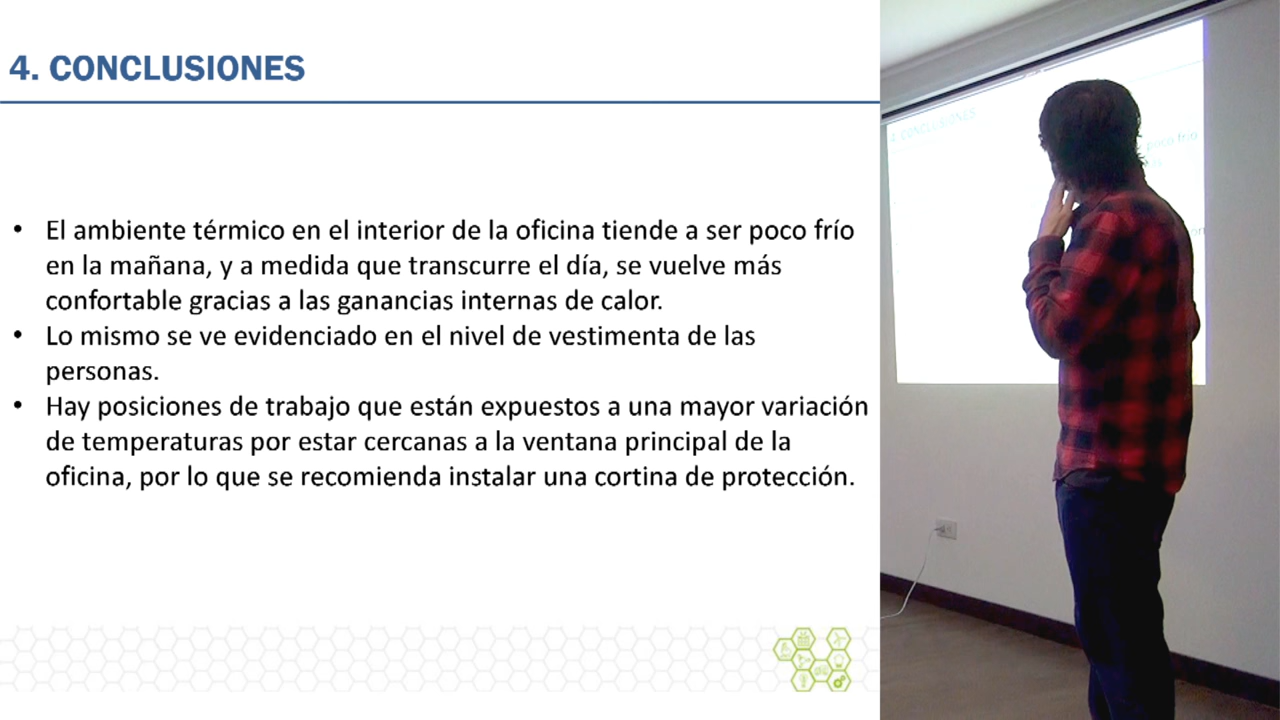 4. CONCLUSIONES
• El ambiente térmico en el interior de la oficina tiende a ser poco frío
en la mañana, y a medida que transcurre el día, se vuelve más
confortable gracias a las ganancias internas de calor.
• Lo mismo se ve evidenciado en el nivel de vestimenta de las
personas.
• Hay posiciones de trabajo que están expuestos a una mayor variación
de temperaturas por estar cercanas a la ventana principal de la
oficina, por lo que se recomienda instalar una cortina de protección.
4. CONCLUSIONES
poco frío